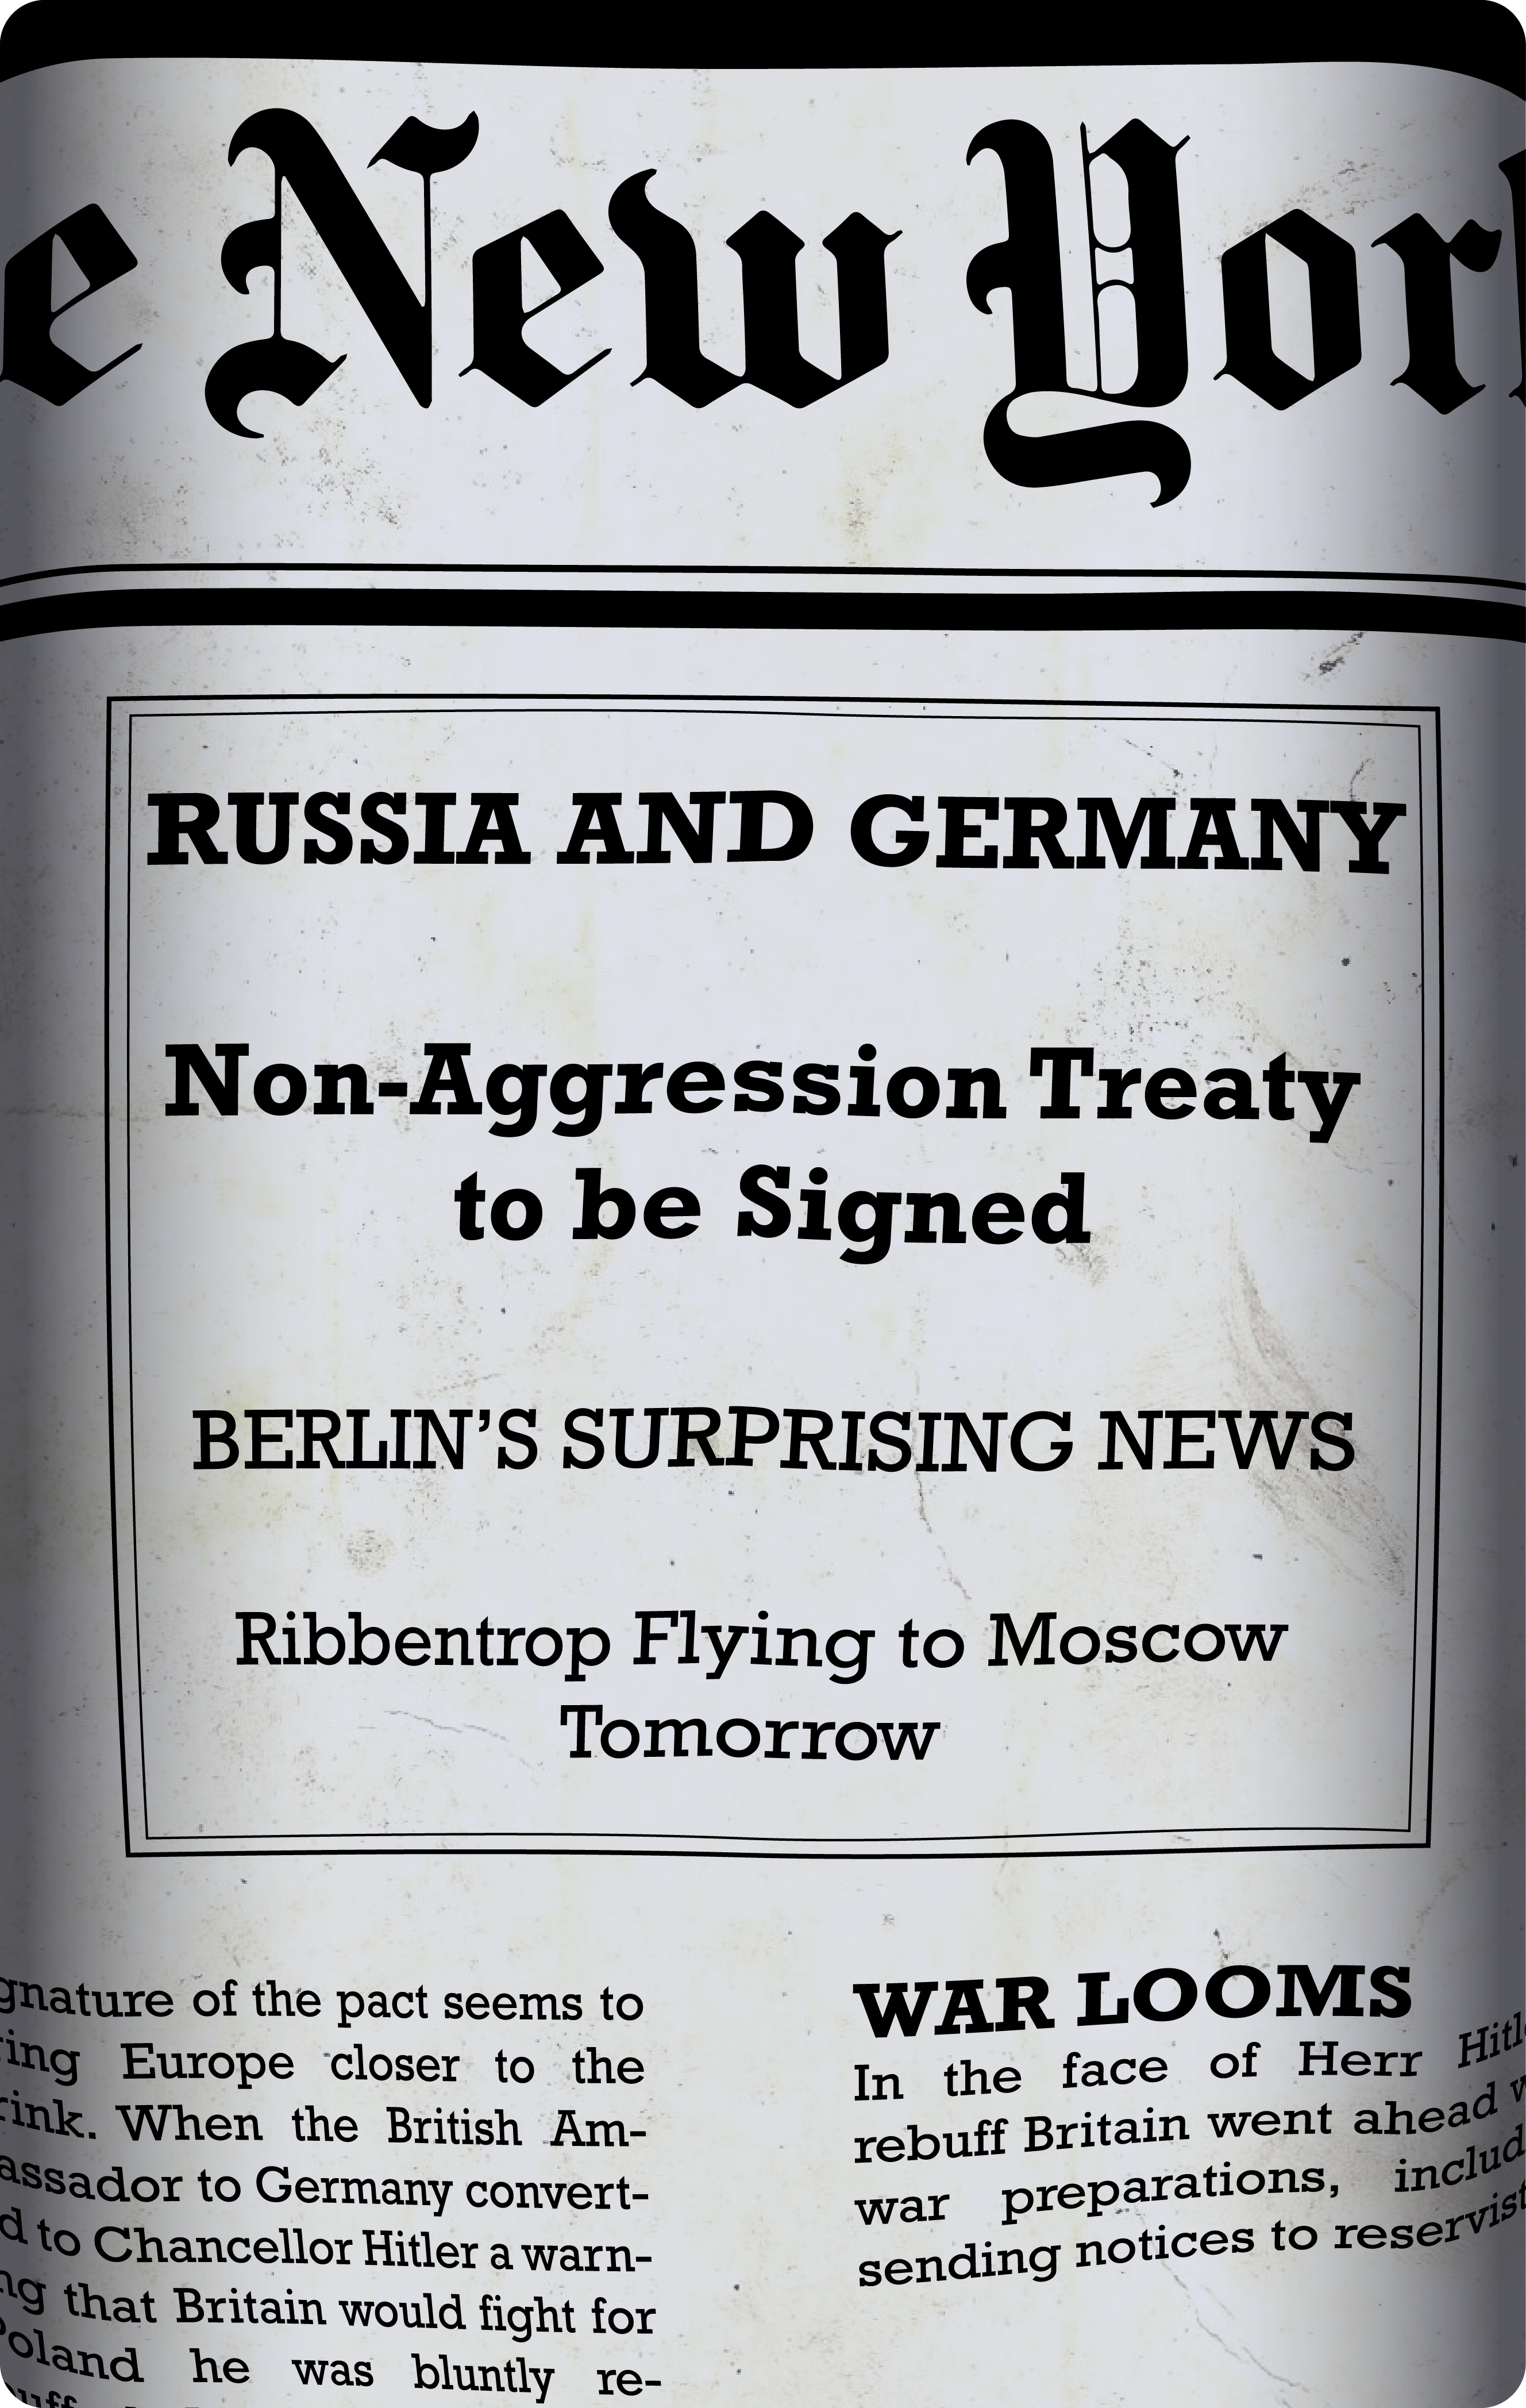 e New York
RUSSIA AND GERMANY
Non-Aggression Treaty
to be Signed
BERLIN'S SURPRISING NEWS
Ribbentrop Flying to Moscow
Tomorrow
gnature of the pact seems to
ring Europe closer to the
rink. When the British Am-
assador to Germany convert-
d to Chancellor Hitler a warn-
ng that Britain would fight for
Poland he was bluntly re-
WAR LOOMS
In the face of Herr Hitle
rebuff Britain went ahead w
war preparations, includ
sending notices to reservist